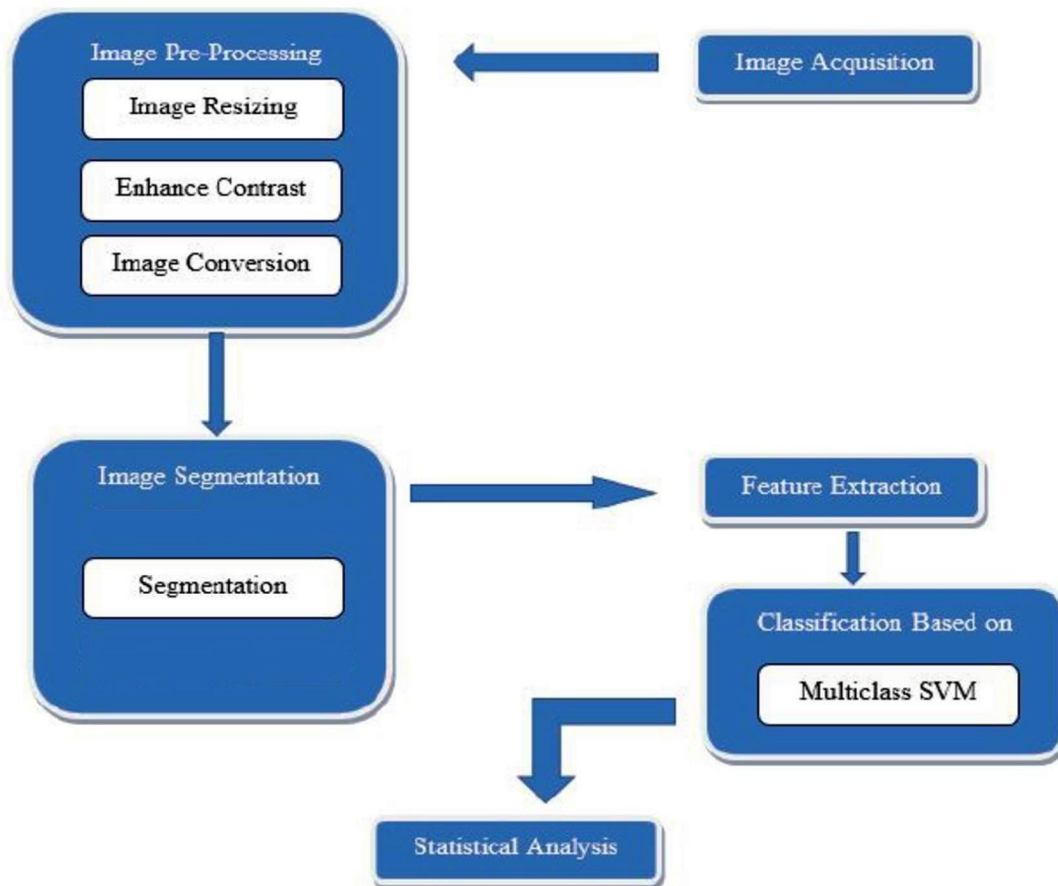 Image Pre-Processing
Image Resizing
Enhance Contrast
Image Conversion
Image Acquisition
Image Segmentation
Segmentation
Feature Extraction
Classification Based on
Multiclass SVM
Statistical Analysis